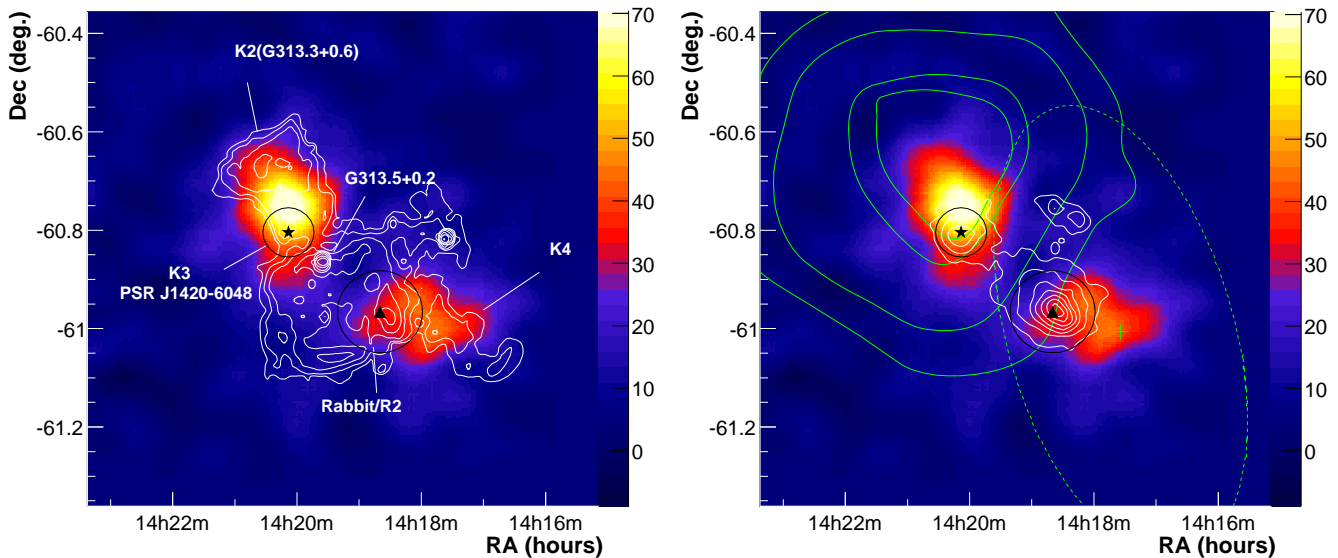 Dec (deg.)
-60.4
-60.6
-60.8
-61
-61.2
K2(G313.3+0.6)
G313.5+0.2
K3
PSR J1420-6048
K4
Rabbit/R2
70
60
50
40
30
20
10
0
14h22m
14h20m
14h18m
14h16m
RA (hours)
Dec (deg.)
-60.4
-60.6
-60.8
-61
-61.2
70
60
50
40
30
20
10
0
14h22m
14h20m
14h18m
14h16m
RA (hours)